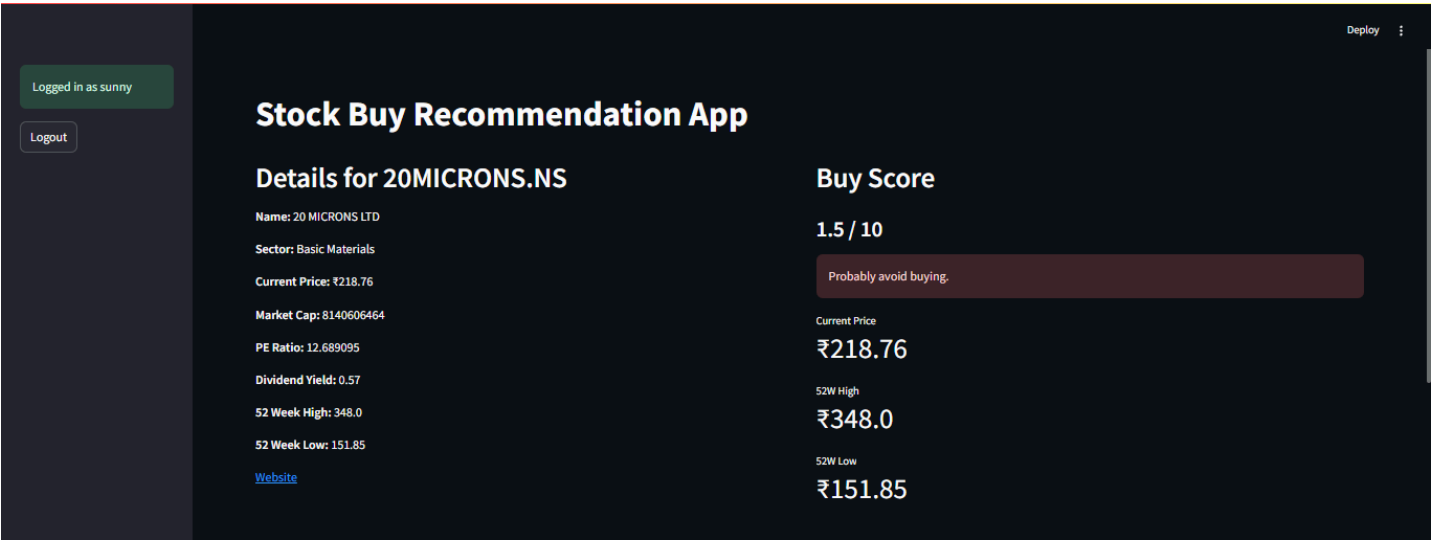 Deploy
Logged in as sunny
Logout
Stock Buy Recommendation App
Details for 20MICRONS.NS
Name: 20 MICRONS LTD
Sector: Basic Materials
Current Price: ₹218.76
Market Cap: 8140606464
PE Ratio: 12.689095
Dividend Yield: 0.57
52 Week High: 348.0
52 Week Low: 151.85
Website
Buy Score
1.5 / 10
Probably avoid buying.
Current Price
₹218.76
52W High
₹348.0
52W Low
₹151.85